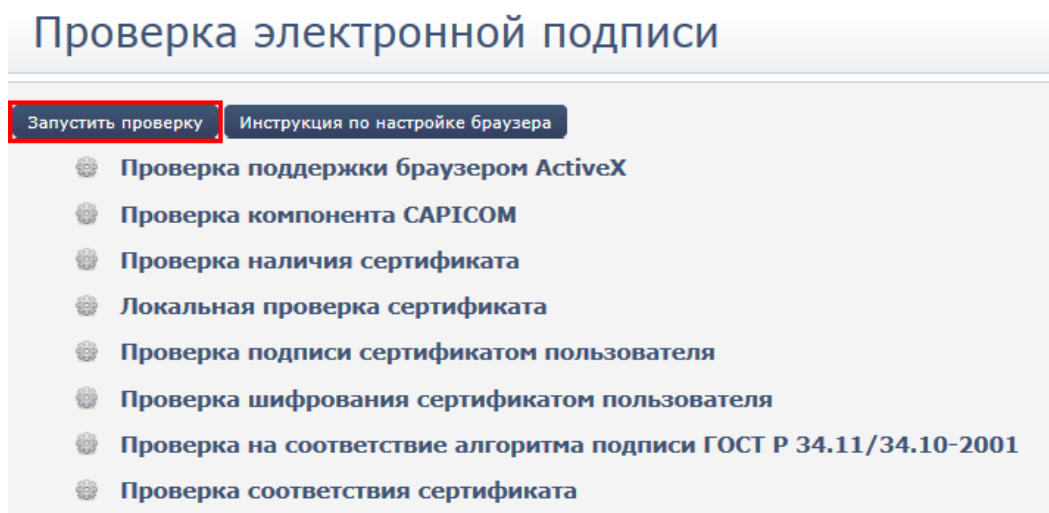 Проверка электронной подписи
Запустить проверку Инструкция по настройке браузера
Проверка поддержки браузером ActiveX
Проверка компонента CAPICOM
Проверка наличия сертификата
Локальная проверка сертификата
Проверка подписи сертификатом пользователя
Проверка шифрования сертификатом пользователя
Проверка на соответствие алгоритма подписи ГОСТ Р 34.11/34.10-2001
Проверка соответствия сертификата